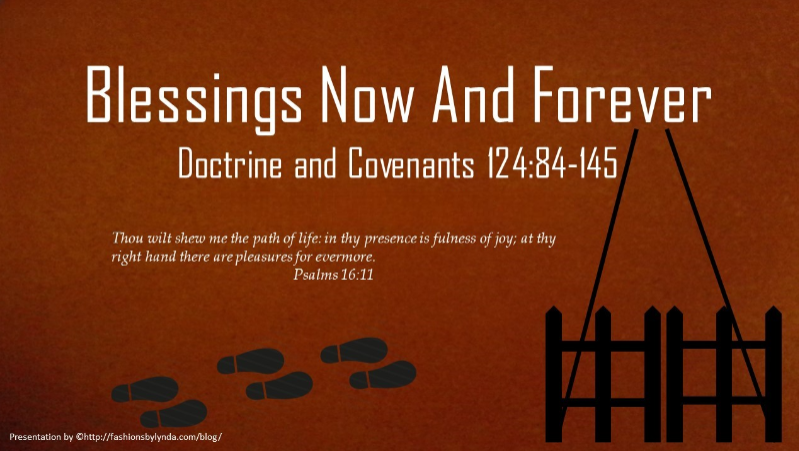 Blessings Now And Forever
Doctrine and Covenants 124:84-145
Thou wilt shew me the path of life: in thy presence is fulness of joy; at thy
right hand there are pleasures for evermore.
Psalms 16:11
Presentation by ©http://fashionsbylynda.com/blog/